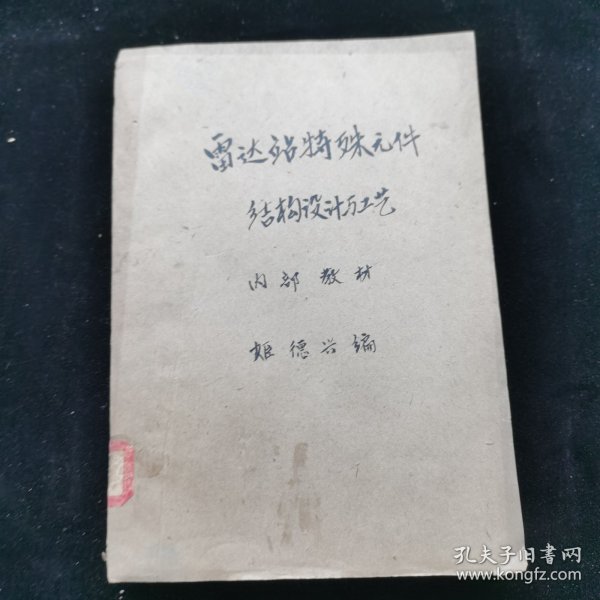 雷达站特殊元件
结构设计与工艺
内部教材
姬德兴编
孔夫子旧书网
www.kongfz.com